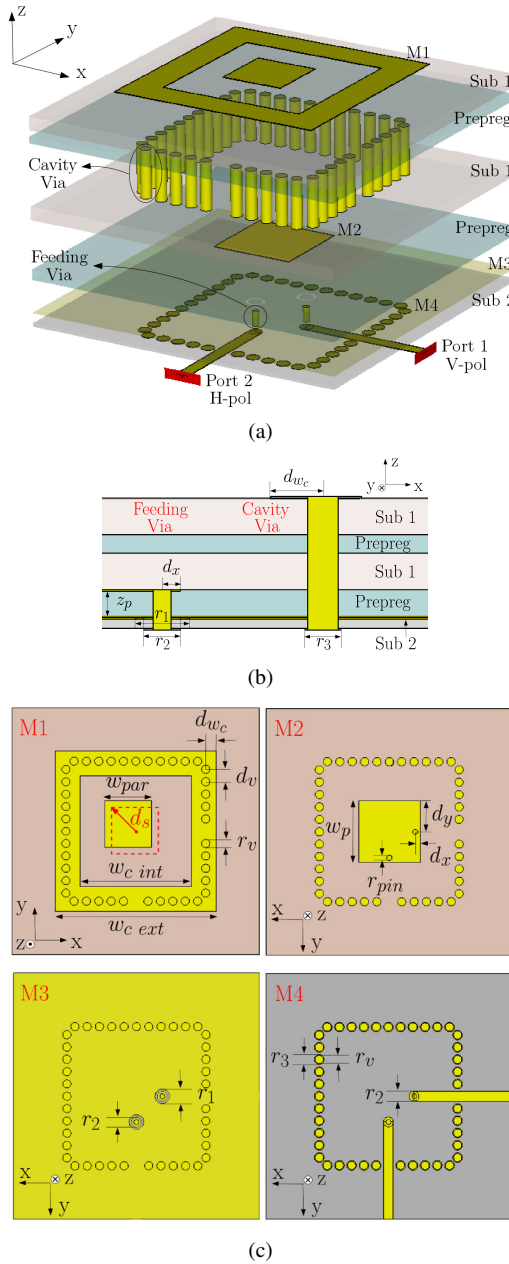 z
y
x
M1
Sub 1
Prepreg
Cavity
Via
Sub 1
M2
Prepreg
Feeding
Via
M3
M4
Sub 2
Port 1
V-pol
Port 2
H-pol
(a)
z
y
x
d_{w_c}
Feeding
Via
Cavity
Via
Sub 1
Prepreg
d_x
Sub 1
z_p
r_1
Prepreg
r_2
r_3
Sub 2
(b)
M1
d_{w_c}
w_{par}
d_v
d_s
r_v
w_{c int}
w_{c ext}
y
z
x
M2
w_p
d_y
d_x
r_{pin}
x
z
y
M3
r_1
r_2
x
z
y
M4
r_3
r_v
r_2
x
z
y
(c)